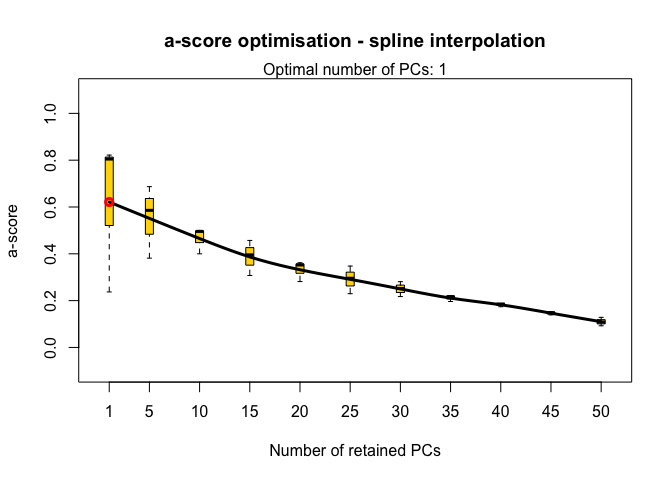 a-score optimisation - spline interpolation
Optimal number of PCs: 1
a-score
1.0
0.8
0.6
0.4
0.2
0.0
1 5 10 15 20 25 30 35 40 45 50
Number of retained PCs